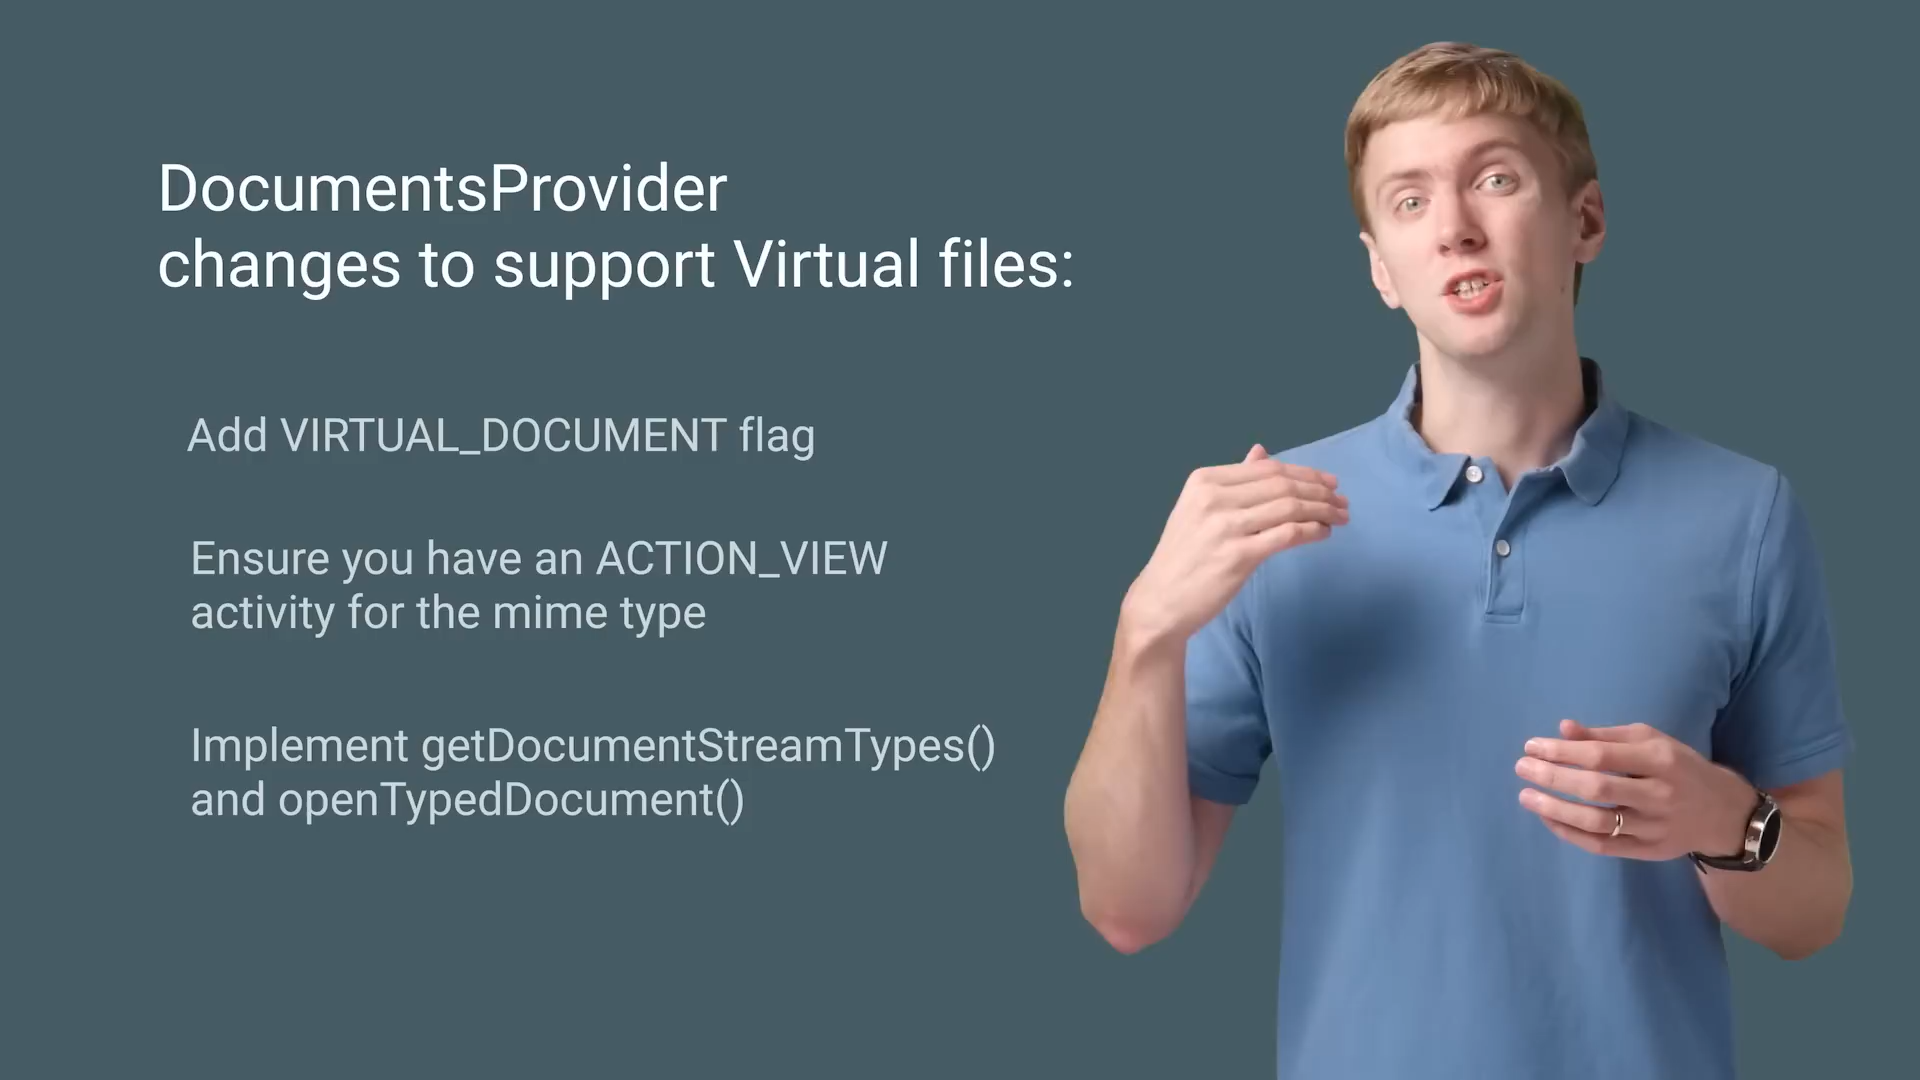 DocumentsProvider
changes to support Virtual files:
Add VIRTUAL_DOCUMENT flag
Ensure you have an ACTION_VIEW
activity for the mime type
Implement getDocumentStreamTypes()
and openTypedDocument()